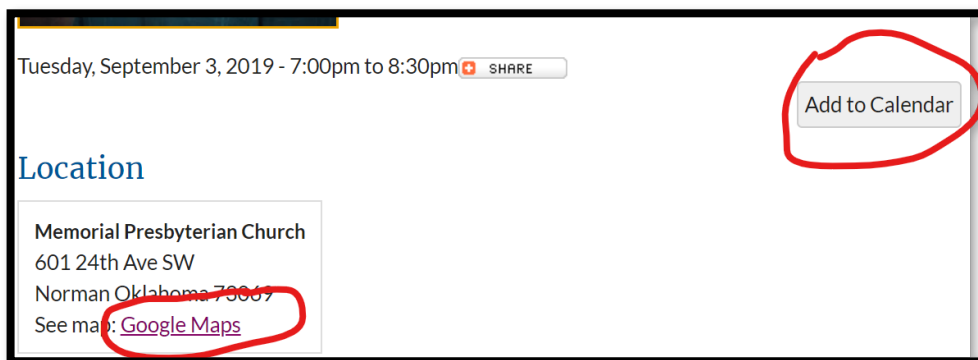 Tuesday, September 3, 2019 - 7:00pm to 8:30pm SHARE
Add to Calendar
Location
Memorial Presbyterian Church
601 24th Ave SW
Norman Oklahoma 73069
See map: Google Maps